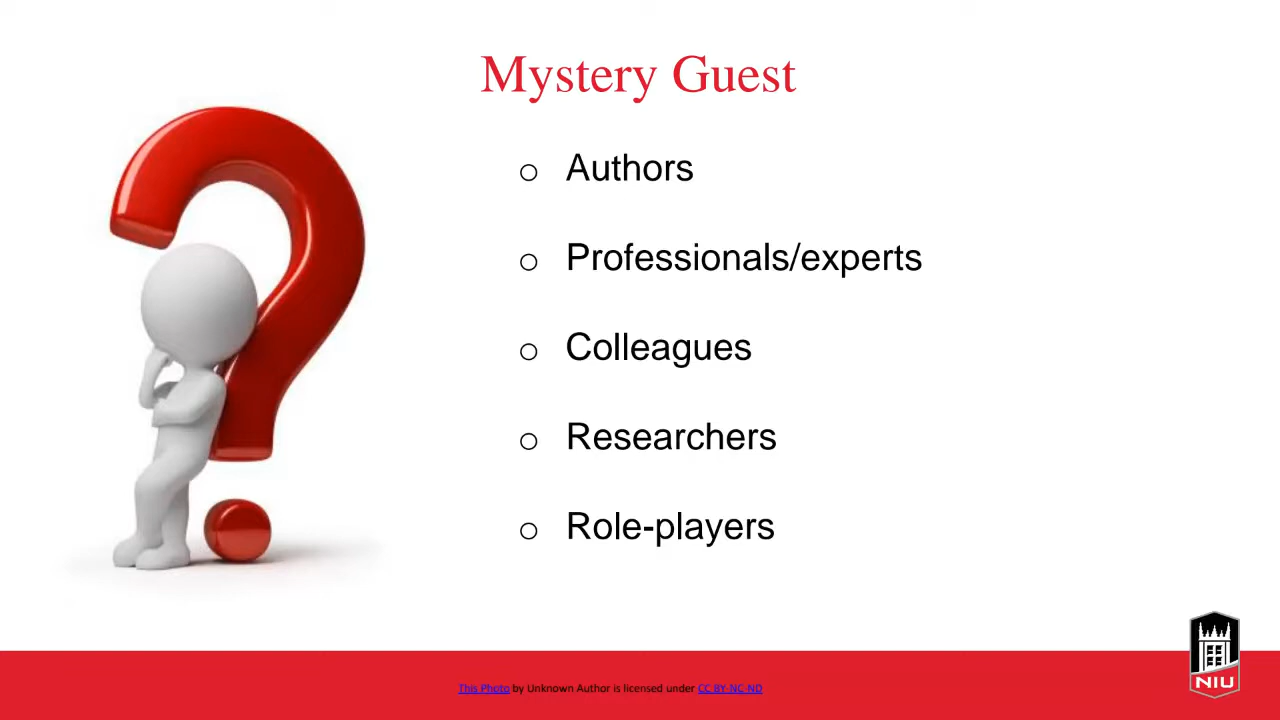 Mystery Guest
o Authors
o Professionals/experts
o Colleagues
o Researchers
o Role-players
This Photo by Unknown Author is licensed under CC BY-NC-ND
NIU